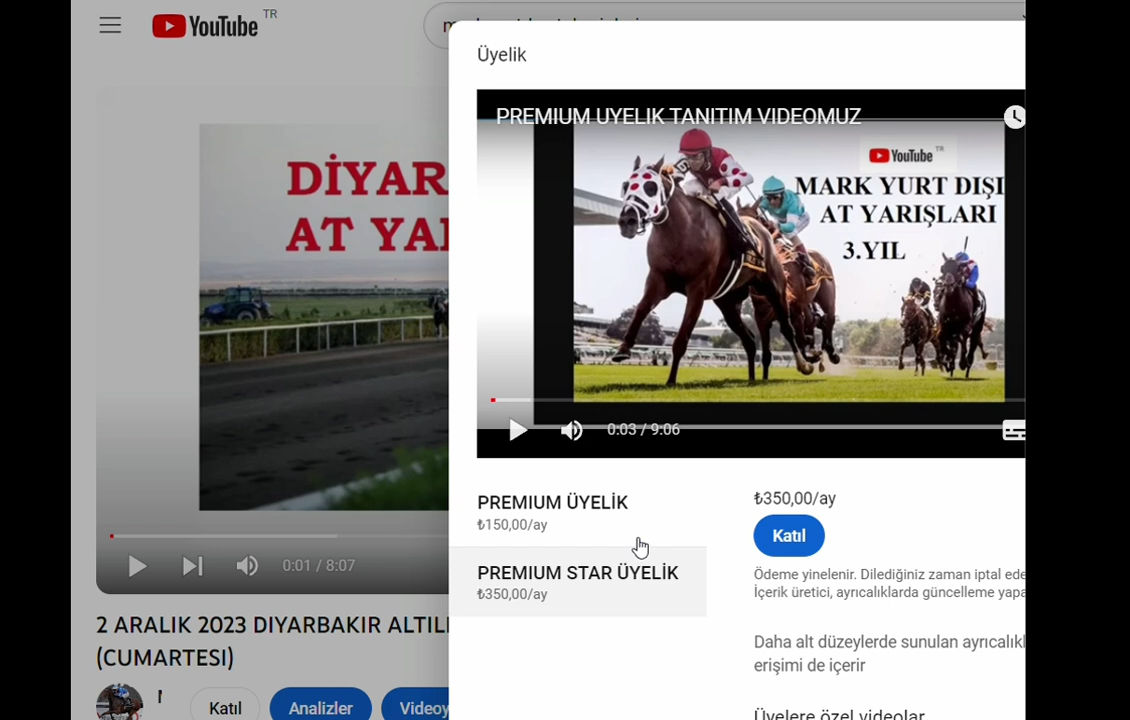 YouTube TR
Üyelik
PREMIUM UYELIK TANITIM VIDEOMUZ
YouTube TR
MARK YURT DIŞI
AT YARIŞLARI
3.YIL
0:03 / 9:06
DİYAR
AT YA
0:01 / 8:07
PREMIUM ÜYELİK
₺150,00/ay
PREMIUM STAR ÜYELİK
₺350,00/ay
₺350,00/ay
Katıl
Ödeme yinelenir. Dilediğiniz zaman iptal ede
İçerik üretici, ayrıcalıklarda güncelleme yapa
Daha alt düzeylerde sunulan ayrıcalıkl
erişimi de içerir
Üyelere özel videolar
2 ARALIK 2023 DIYARBAKIR ALTIL
(CUMARTESI)
Katıl
Analizler
Videoy